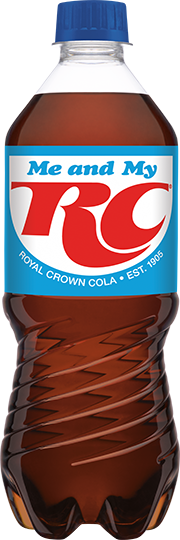 Me and My
RC
ROYAL CROWN COLA • EST. 1905